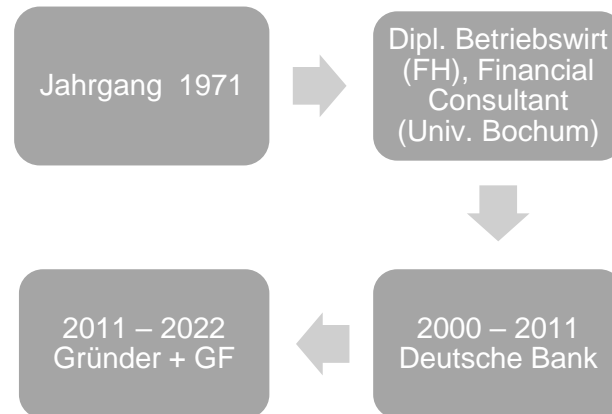 Jahrgang 1971
Dipl. Betriebswirt
(FH), Financial
Consultant
(Univ. Bochum)
2000 – 2011
Deutsche Bank
2011 – 2022
Gründer + GF